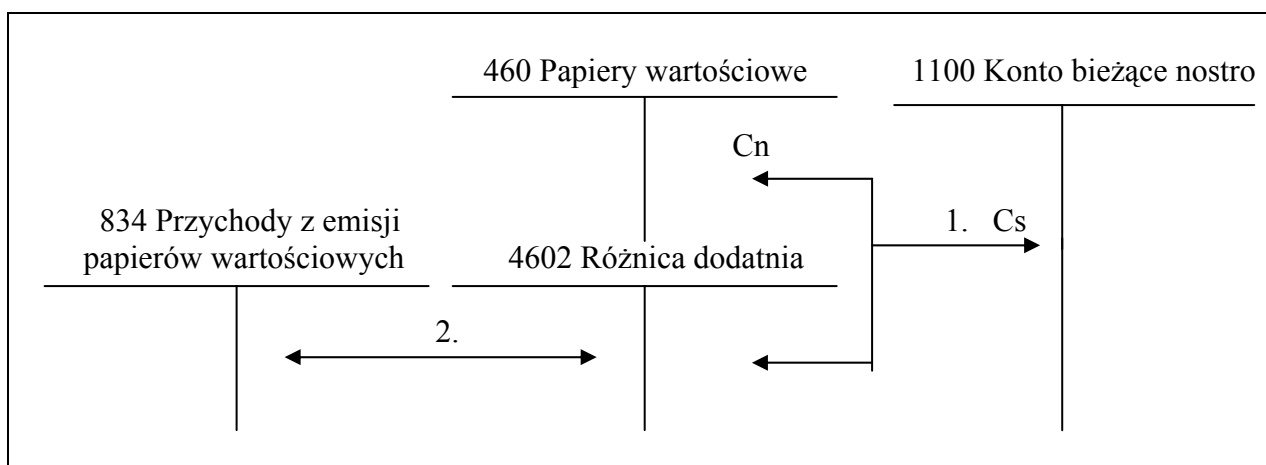 460 Papiery wartościowe
1100 Konto bieżące nostro
Cn
834 Przychody z emisji
papierów wartościowych
1. Cs
4602 Różnica dodatnia
2.